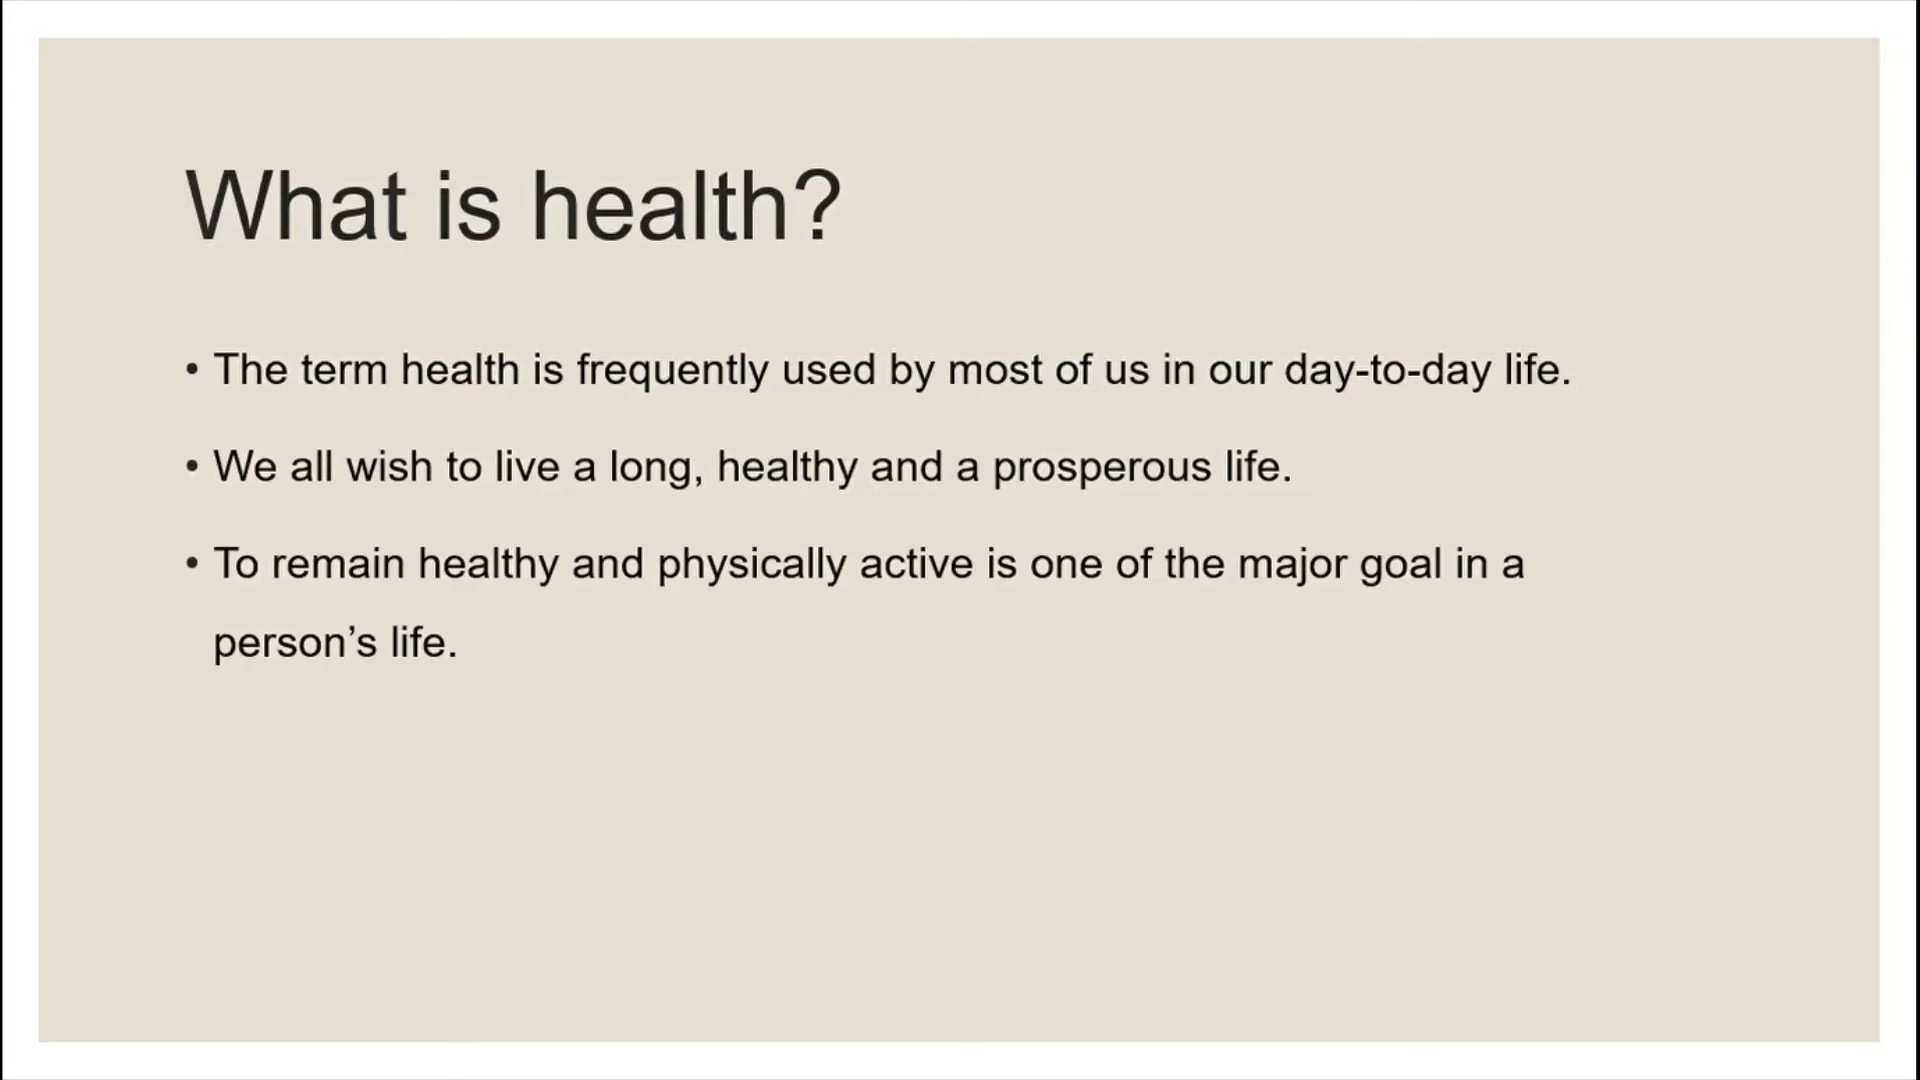 What is health?
• The term health is frequently used by most of us in our day-to-day life.
• We all wish to live a long, healthy and a prosperous life.
• To remain healthy and physically active is one of the major goal in a
person’s life.